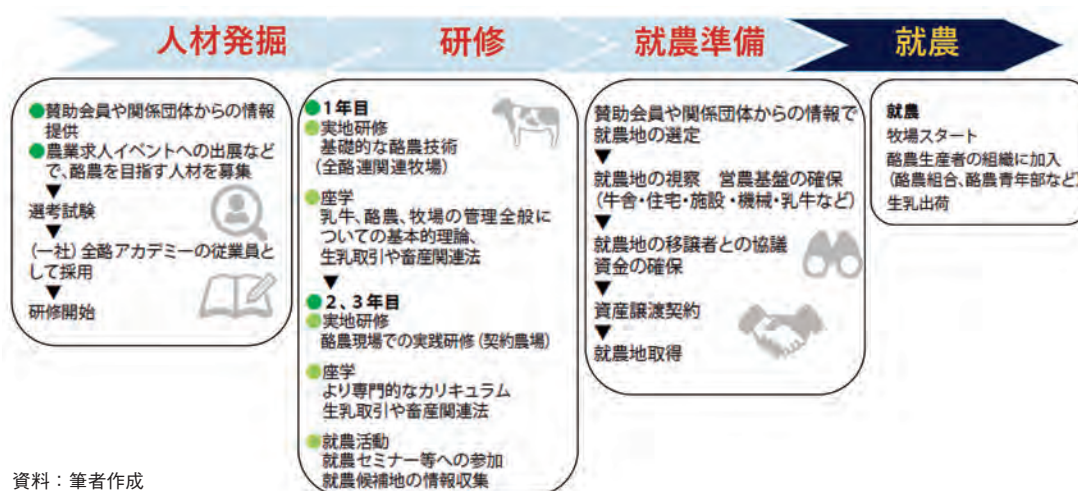 人材発掘
研修
就農準備
就農
●賛助会員や関係団体からの情報
提供
●農業求人イベントへの出展など
で、酪農を目指す人材を募集
▼
選考試験
▼
(一社)全酪アカデミーの従業員と
して採用
▼
研修開始
●1年目
●実地研修
基礎的な酪農技術
(全酪連関連牧場)
●座学
乳牛、酪農、牧場の管理全般に
ついての基本的理論、
生乳取引や畜産関連法
▼
●2、3年目
●実地研修
酪農現場での実践研修(契約農場)
●座学
より専門的なカリキュラム
生乳取引や畜産関連法
●就農活動
就農セミナー等への参加
就農候補地の情報収集
賛助会員や関係団体からの情報で
就農地の選定
▼
就農地の視察 営農基盤の確保
(牛舎・住宅・施設・機械・乳牛など)
▼
就農地の移譲者との協議
資金の確保
▼
資産譲渡契約
▼
就農地取得
就農
牧場スタート
酪農生産者の組織に加入
(酪農組合、酪農青年部など)
生乳出荷
資料：筆者作成